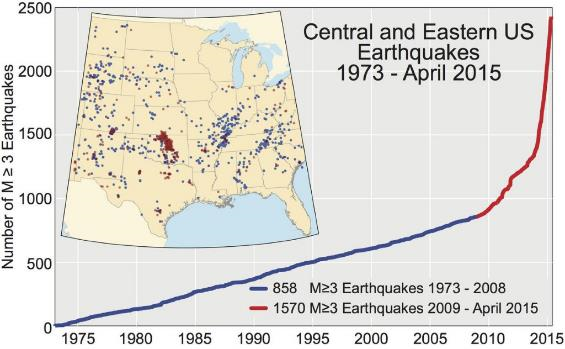 Central and Eastern US
Earthquakes
1973 - April 2015
Number of M ≥ 3 Earthquakes
2500
2000
1500
1000
500
0
858 M≥3 Earthquakes 1973 - 2008
1570 M≥3 Earthquakes 2009 - April 2015
1975 1980 1985 1990 1995 2000 2005 2010 2015